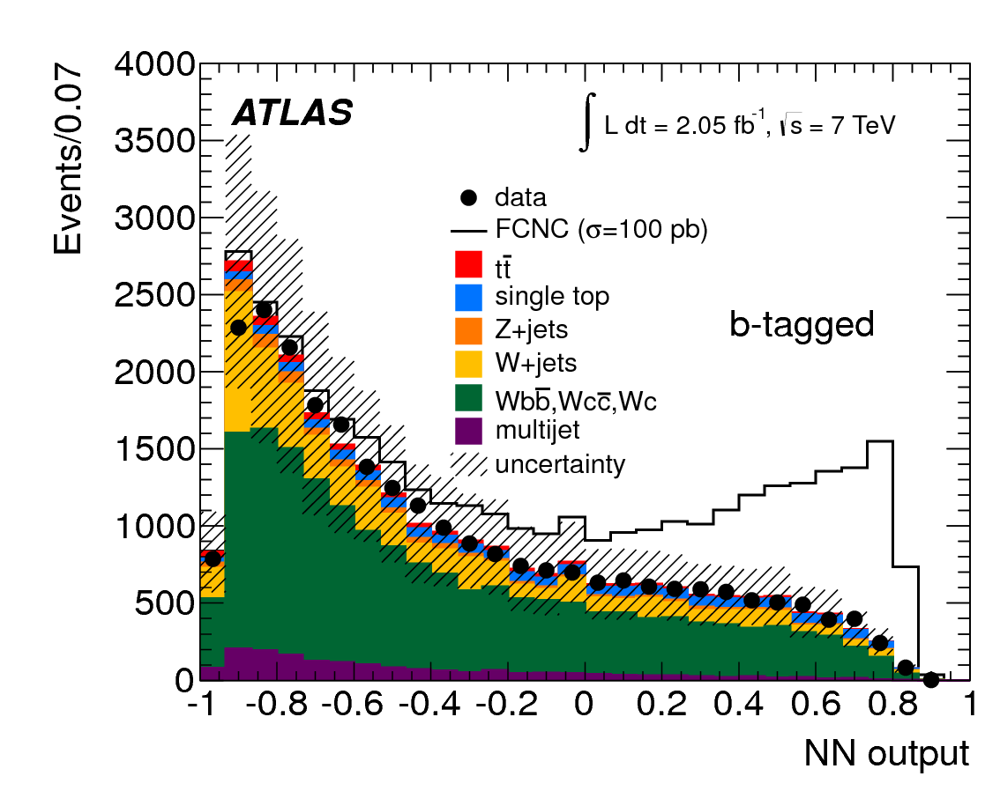 4000
3500
3000
2500
2000
1500
1000
500
0
Events/0.07
ATLAS
∫ L dt = 2.05 fb⁻¹, √s = 7 TeV
data
FCNC (σ=100 pb)
tt̅
single top
Z+jets
W+jets
Wbb̅,Wcc̅,Wc
multijet
uncertainty
b-tagged
-1 -0.8 -0.6 -0.4 -0.2 0 0.2 0.4 0.6 0.8 1
NN output